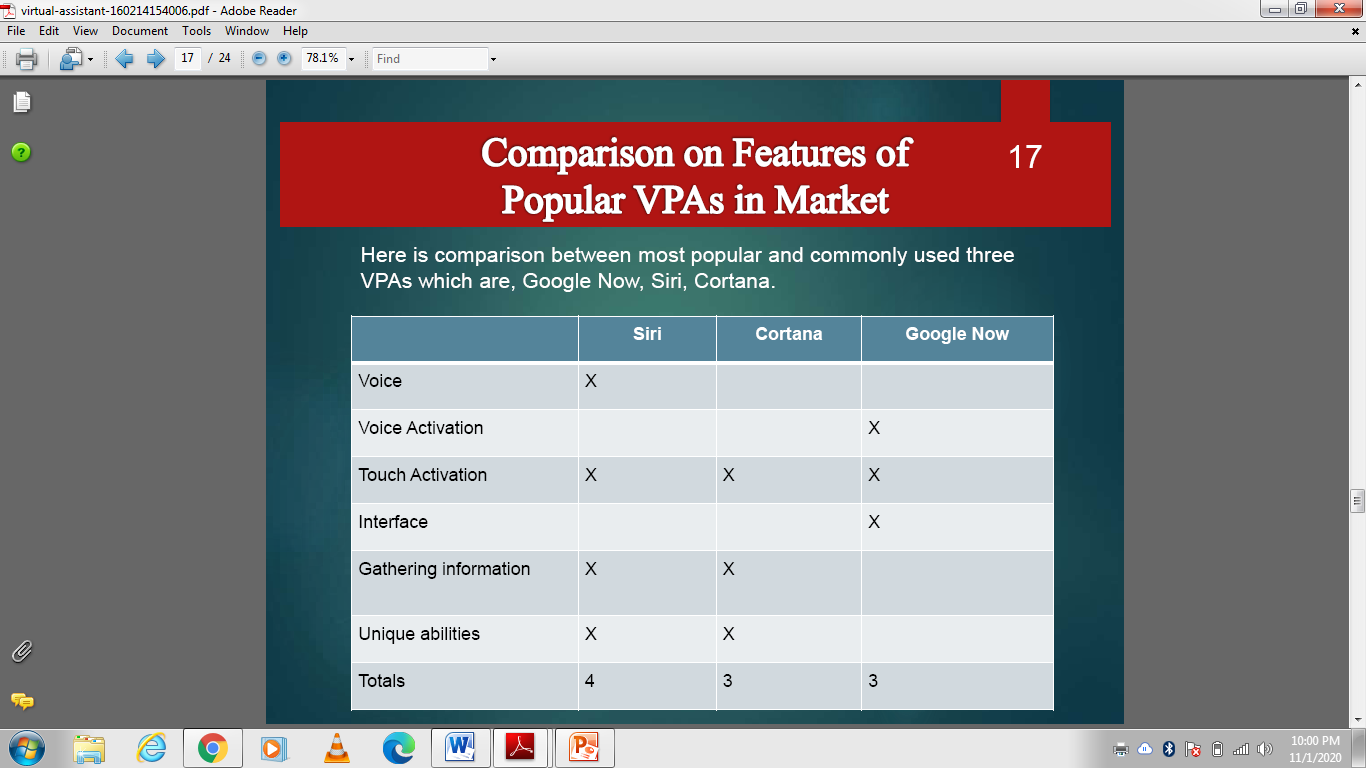 virtual-assistant-160214154006.pdf - Adobe Reader
File Edit View Document Tools Window Help
17 / 24 78.1% Find
17
Comparison on Features of
Popular VPAs in Market
Here is comparison between most popular and commonly used three
VPAs which are, Google Now, Siri, Cortana.
Siri Cortana Google Now
Voice X
Voice Activation X
Touch Activation X X X
Interface X
Gathering information X X
Unique abilities X X
Totals 4 3 3
10:00 PM
11/1/2020